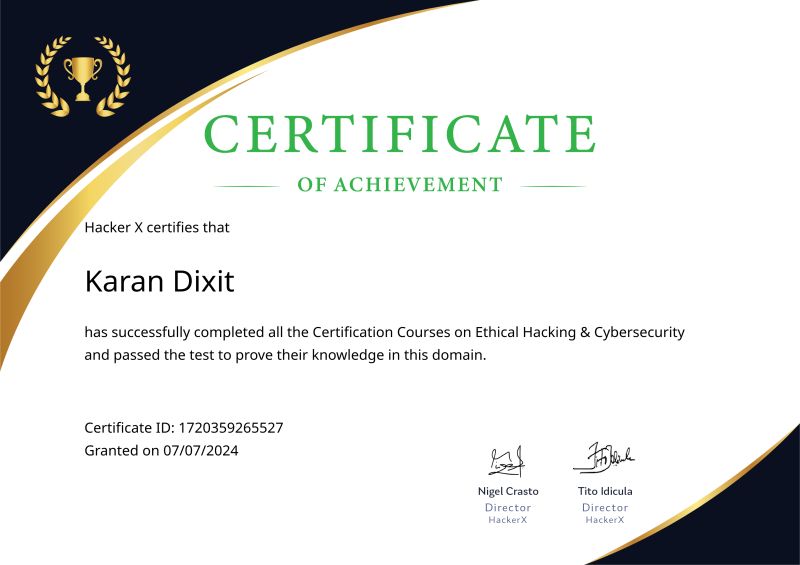 CERTIFICATE
OF ACHIEVEMENT
Hacker X certifies that
Karan Dixit
has successfully completed all the Certification Courses on Ethical Hacking & Cybersecurity
and passed the test to prove their knowledge in this domain.
Certificate ID: 1720359265527
Granted on 07/07/2024
Nigel Crasto Tito Idicula
Director Director
HackerX HackerX